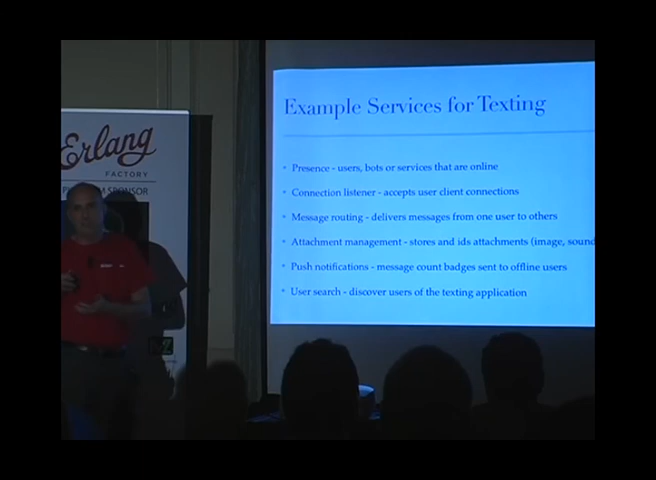 Erlang
FACTORY
SPONSOR
Example Services for Texting
Presence - users, bots or services that are online
Connection listener - accepts user client connections
Message routing - delivers messages from one user to others
Attachment management - stores and ids attachments (image, sound
Push notifications - message count badges sent to offline users
User search - discover users of the texting application